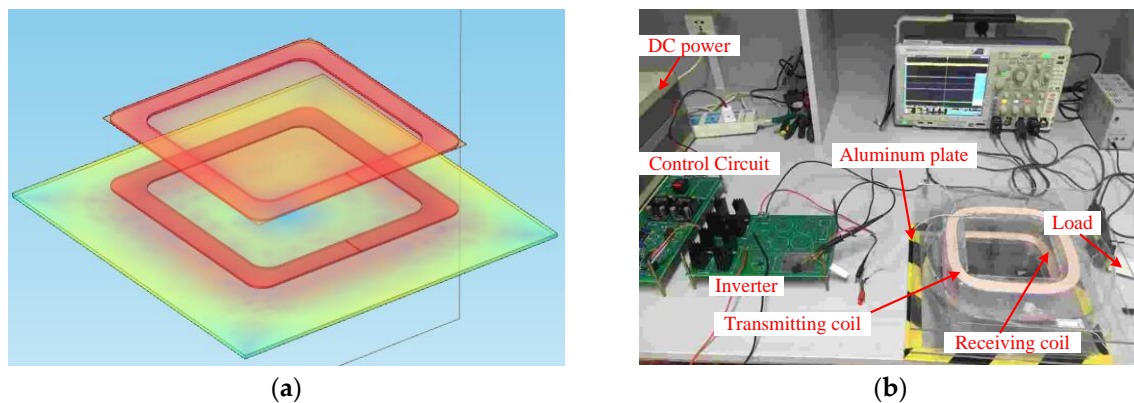 DC power
Control Circuit
Aluminum plate
Load
Inverter
Transmitting coil
Receiving coil
(a)
(b)